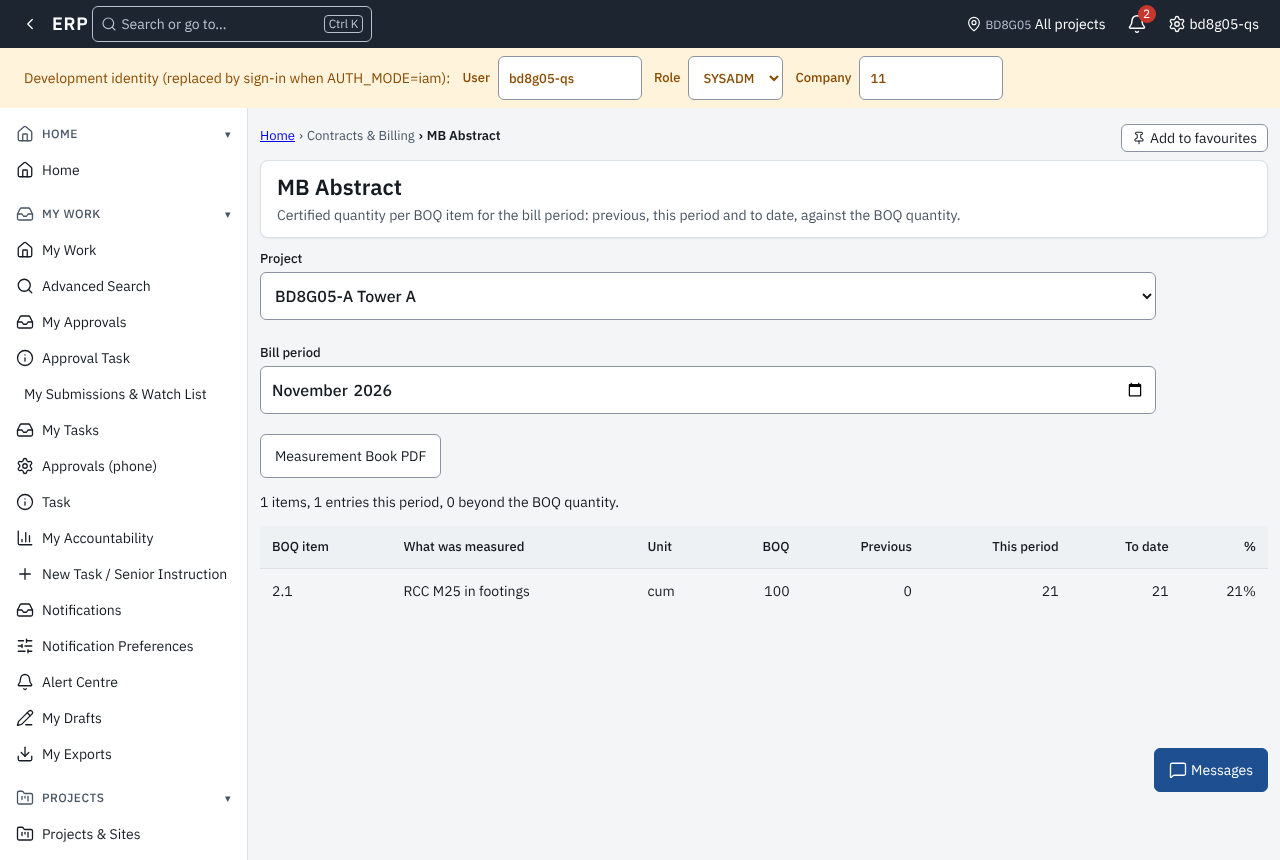 ERP
Search or go to...
Ctrl K
BD8G05 All projects
2
bd8g05-qs
Development identity (replaced by sign-in when AUTH_MODE=iam):
User
bd8g05-qs
Role
SYSADM
Company
11
HOME
Home
MY WORK
My Work
Advanced Search
My Approvals
Approval Task
My Submissions & Watch List
My Tasks
Approvals (phone)
Task
My Accountability
New Task / Senior Instruction
Notifications
Notification Preferences
Alert Centre
My Drafts
My Exports
PROJECTS
Projects & Sites
Home › Contracts & Billing › MB Abstract
Add to favourites
MB Abstract
Certified quantity per BOQ item for the bill period: previous, this period and to date, against the BOQ quantity.
Project
BD8G05-A Tower A
Bill period
November 2026
Measurement Book PDF
1 items, 1 entries this period, 0 beyond the BOQ quantity.
BOQ item What was measured Unit BOQ Previous This period To date %
2.1 RCC M25 in footings cum 100 0 21 21 21%
Messages